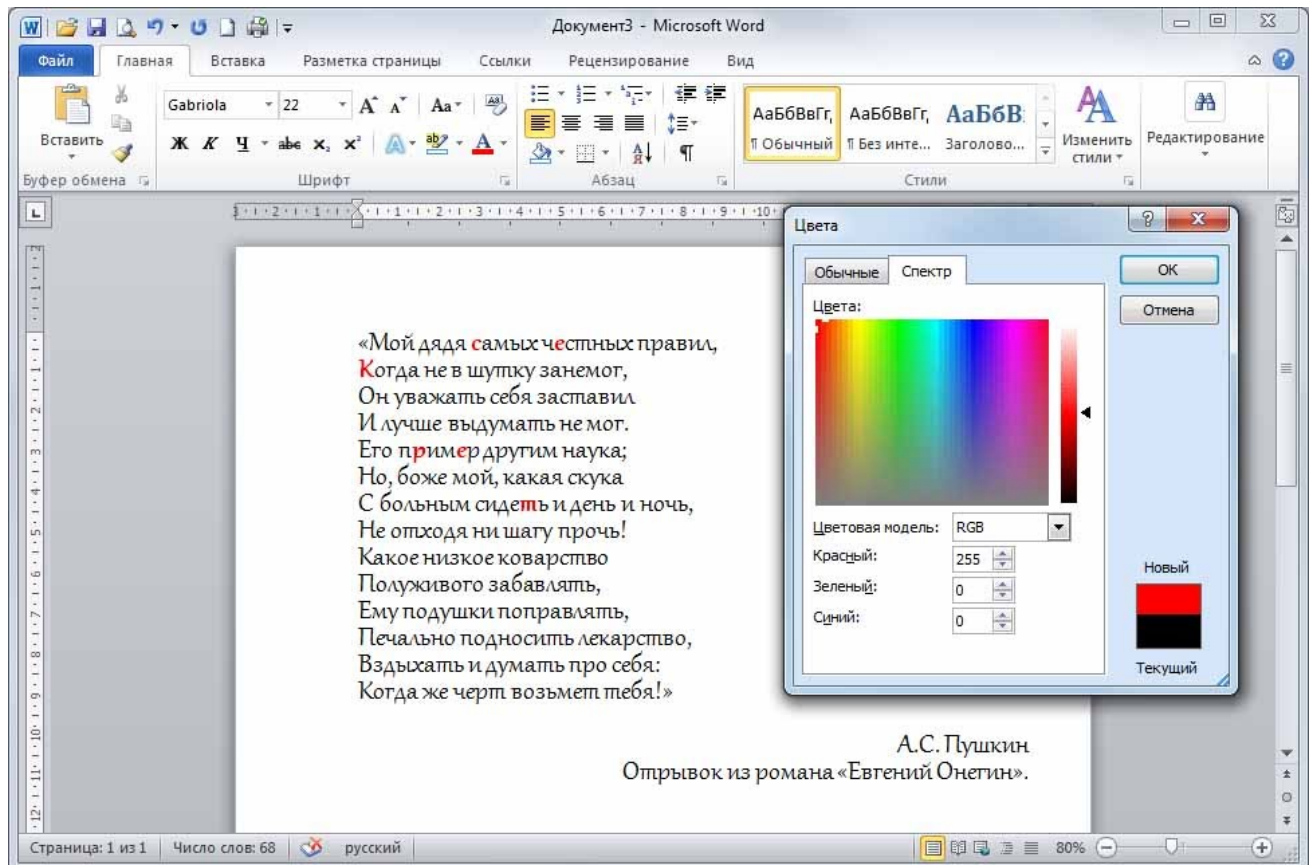 Документ3 - Microsoft Word
Файл Главная Вставка Разметка страницы Ссылки Рецензирование Вид
Вставить
Буфер обмена
Gabriola 22
Ж К Ч abc x₂ x²
Шрифт
Абзац
АаБбВвГг, АаБбВвГг, АаБбВ
¶ Обычный ¶ Без инте... Заголово...
Стили
Изменить
стили
Редактирование
«Мой дядя самых честных правил,
Когда не в шутку занемог,
Он уважать себя заставил
И лучше выдумать не мог.
Его пример другим наука;
Но, боже мой, какая скука
С больным сидеть и день и ночь,
Не отходя ни шагу прочь!
Какое низкое коварство
Полуживого забавлять,
Ему подушки поправлять,
Печально подносить лекарство,
Вздыхать и думать про себя:
Когда же черт возьмет тебя!»
А.С. Пушкин
Отрывок из романа «Евгений Онегин».
Цвета
Обычные Спектр
ОК
Отмена
Цвета:
Цветовая модель: RGB
Красный: 255
Зеленый: 0
Синий: 0
Новый
Текущий
Страница: 1 из 1 Число слов: 68 русский 80%